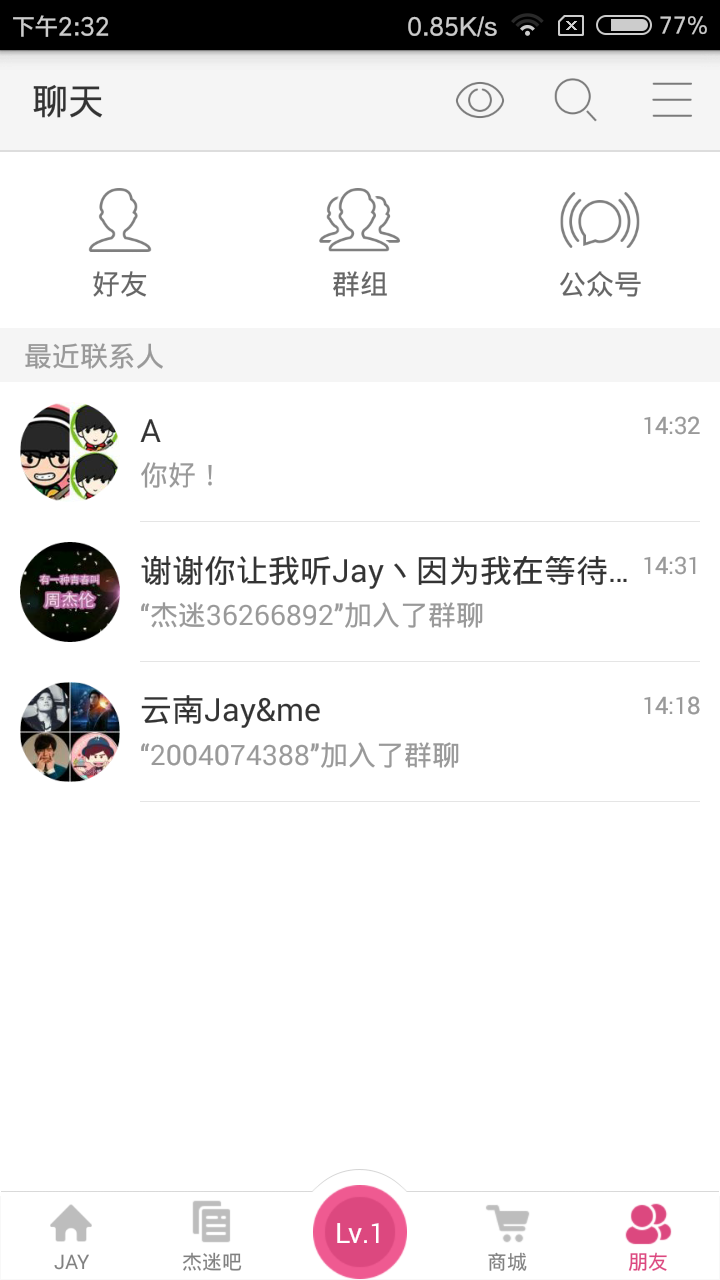 下午2:32 0.85K/s 77%
聊天
好友 群组 公众号
最近联系人
A 14:32
你好！
有一种青春叫
周杰伦
谢谢你让我听Jay丶因为我在等待... 14:31
“杰迷36266892”加入了群聊
云南Jay&me 14:18
“2004074388”加入了群聊
Lv.1
JAY 杰迷吧 商城 朋友